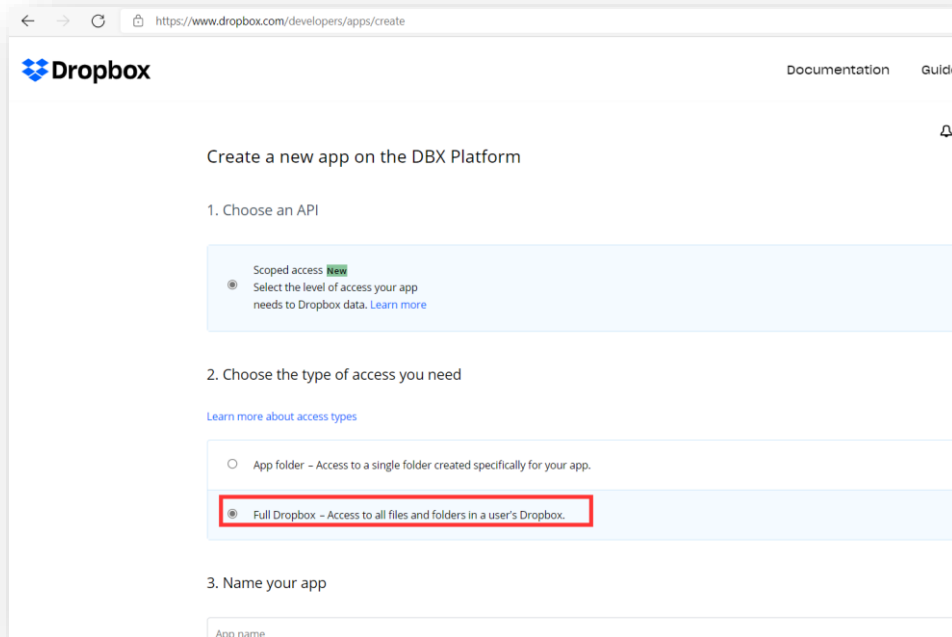 https://www.dropbox.com/developers/apps/create
Dropbox
Documentation
Create a new app on the DBX Platform
1. Choose an API
Scoped access New
Select the level of access your app
needs to Dropbox data. Learn more
2. Choose the type of access you need
Learn more about access types
App folder – Access to a single folder created specifically for your app.
Full Dropbox – Access to all files and folders in a user's Dropbox.
3. Name your app
App name